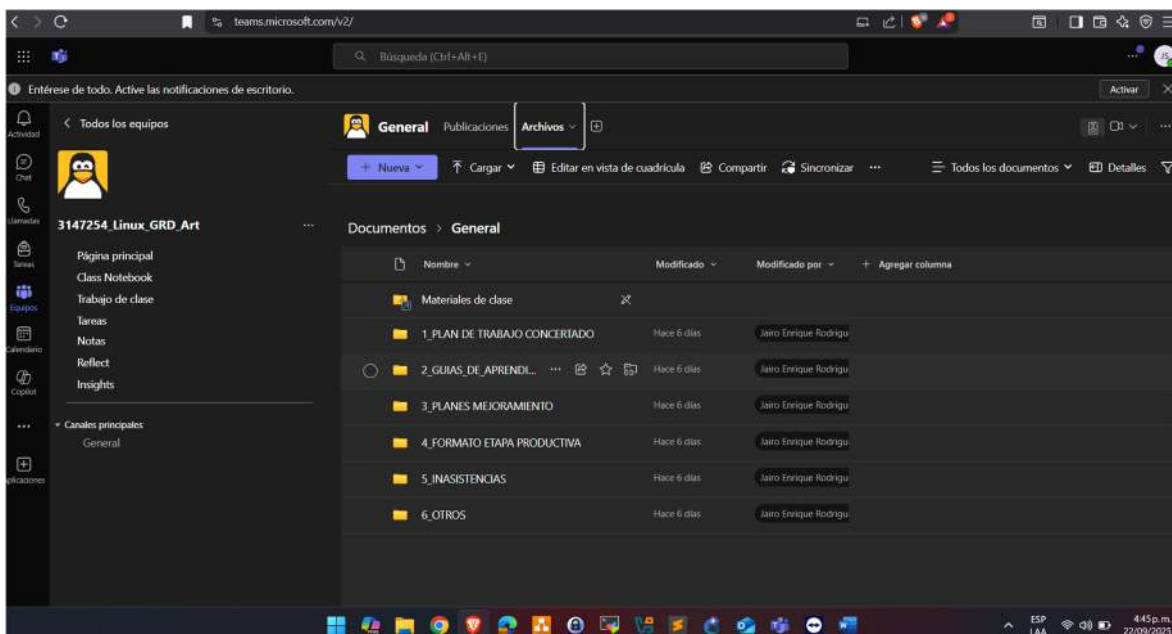 teams.microsoft.com/v2/
Búsqueda (Ctrl+Alt+E)
JS
Entérese de todo. Active las notificaciones de escritorio.
Activar
Actividad
Chat
Llamadas
Tareas
Equipos
Calendario
Copilot
plicaciones
Todos los equipos
3147254_Linux_GRD_Art
Página principal
Class Notebook
Trabajo de clase
Tareas
Notas
Reflect
Insights
Canales principales
General
General Publicaciones Archivos
+ Nueva Cargar Editar en vista de cuadrícula Compartir Sincronizar ... Todos los documentos Detalles
Documentos > General
Nombre Modificado Modificado por + Agregar columna
Materiales de clase
1_PLAN DE TRABAJO CONCERTADO Hace 6 días Jairo Enrique Rodrigu
2_GUIAS_DE_APRENDI... ... Hace 6 días Jairo Enrique Rodrigu
3_PLANES MEJORAMIENTO Hace 6 días Jairo Enrique Rodrigu
4_FORMATO ETAPA PRODUCTIVA Hace 6 días Jairo Enrique Rodrigu
5_INASISTENCIAS Hace 6 días Jairo Enrique Rodrigu
6_OTROS Hace 6 días Jairo Enrique Rodrigu
ESP
LAA
4:45 p.m.
22/09/2025